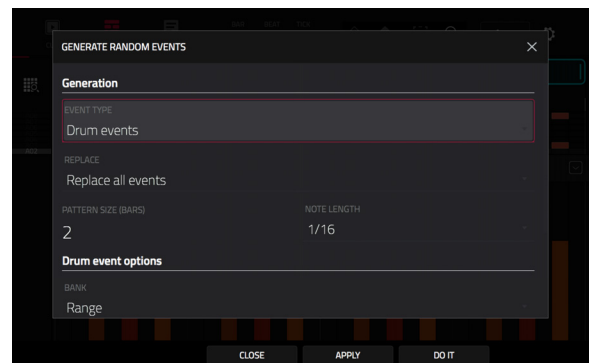 GENERATE RANDOM EVENTS
Generation
EVENT TYPE
Drum events
REPLACE
Replace all events
PATTERN SIZE (BARS) NOTE LENGTH
2 1/16
Drum event options
BANK
Range
CLOSE APPLY DO IT